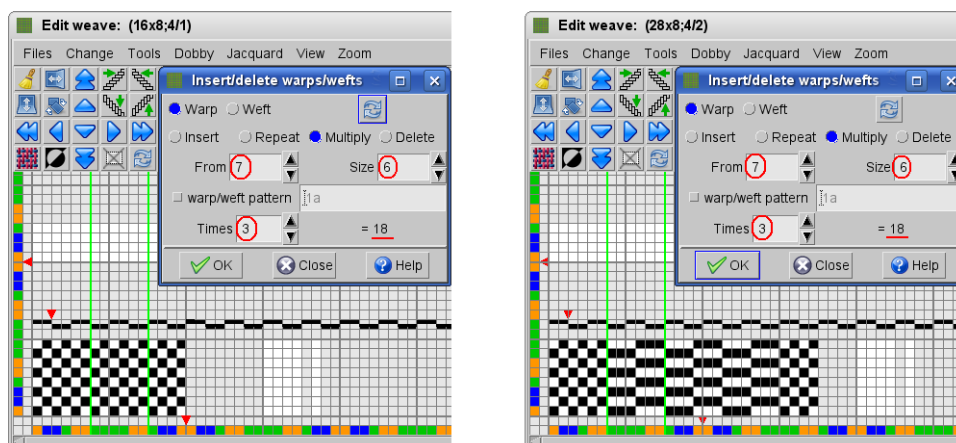 Edit weave: (16x8;4/1)
Files Change Tools Dobby Jacquard View Zoom
Insert/delete warps/wefts
Warp Weft
Insert Repeat Multiply Delete
From 7 Size 6
warp/weft pattern 1a
Times 3 = 18
OK Close Help
Edit weave: (28x8;4/2)
Files Change Tools Dobby Jacquard View Zoom
Insert/delete warps/wefts
Warp Weft
Insert Repeat Multiply Delete
From 7 Size 6
warp/weft pattern 1a
Times 3 = 18
OK Close Help